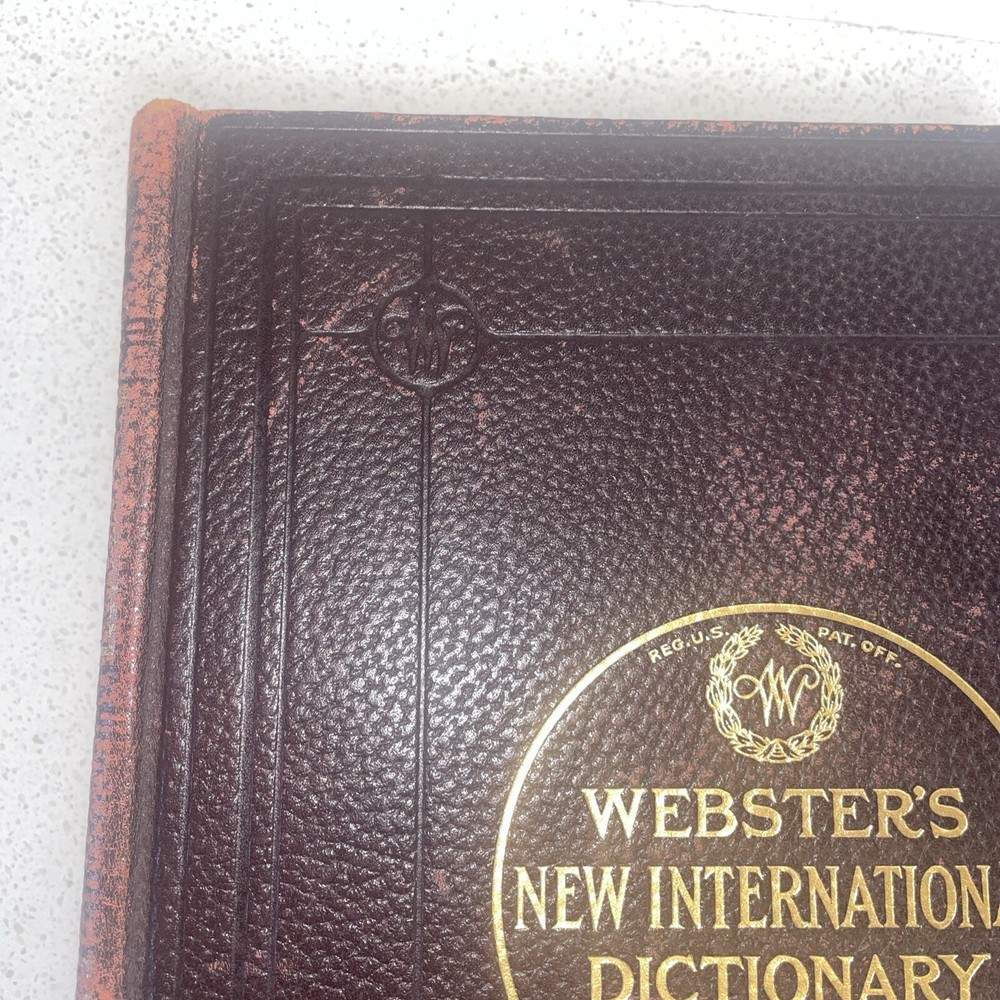 W
REG. U.S. PAT. OFF.
W
WEBSTER'S
NEW INTERNATIONA
DICTIONARY